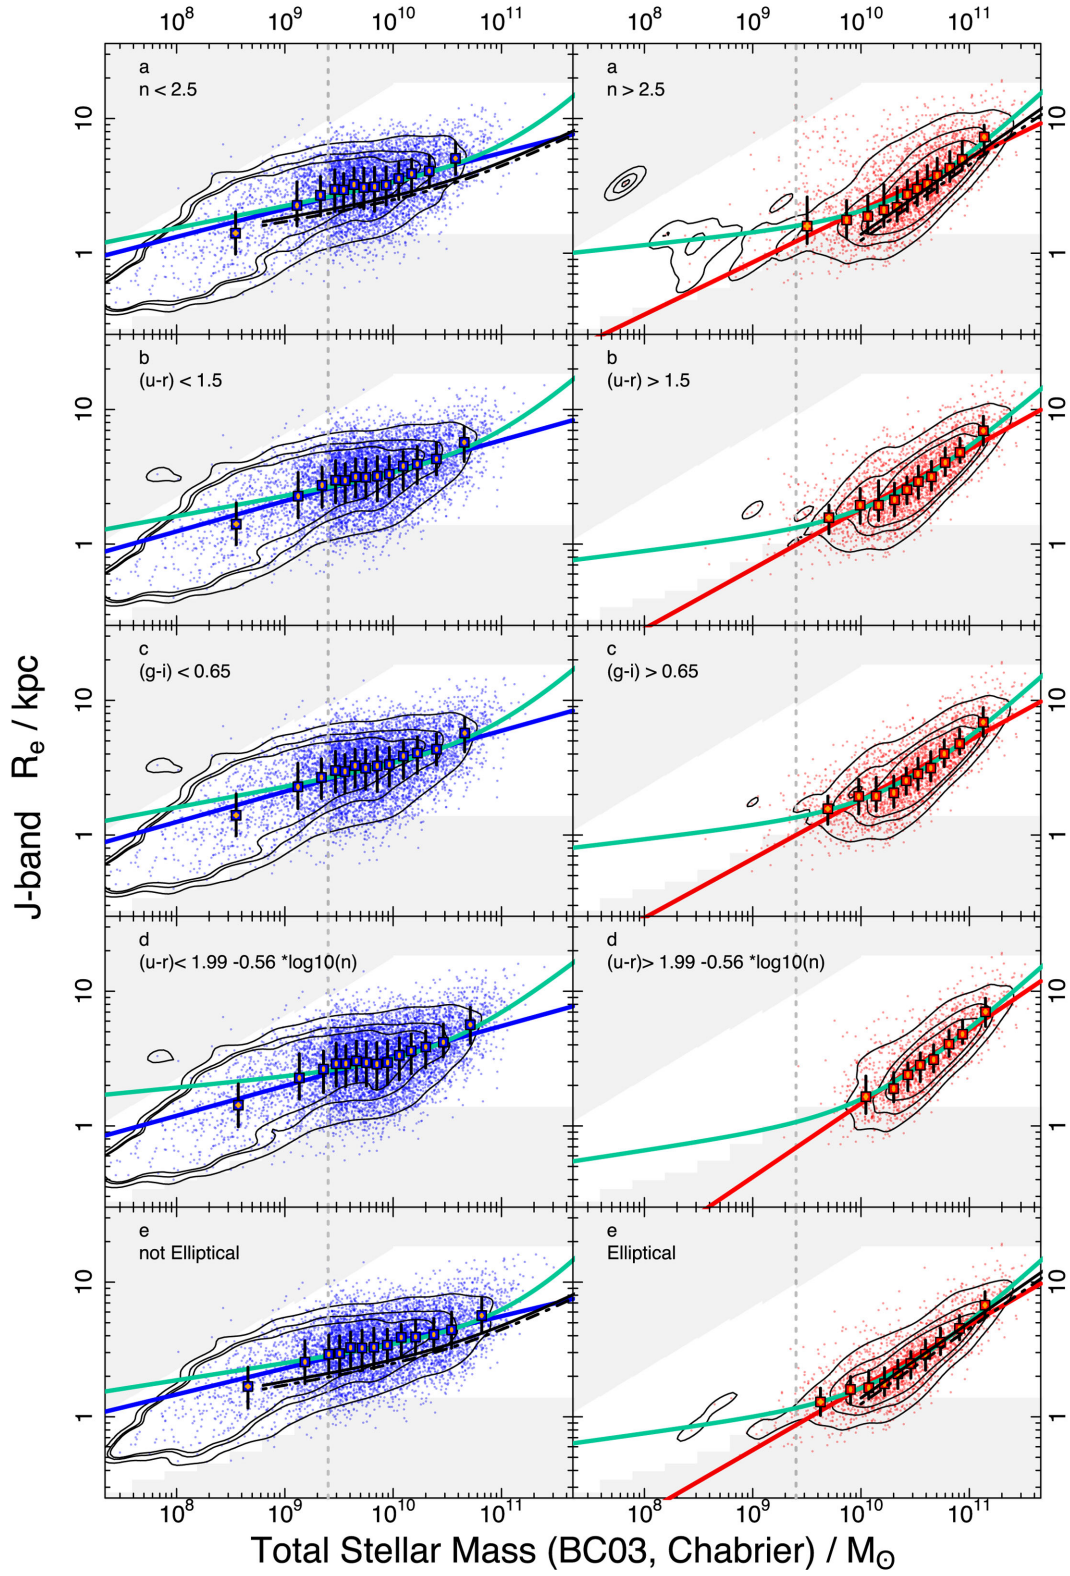 10⁸ 10⁹ 10¹⁰ 10¹¹ 10⁸ 10⁹ 10¹⁰ 10¹¹
a
n < 2.5
a
n > 2.5
10
1
10
1
b
(u-r) < 1.5
b
(u-r) > 1.5
10
1
10
1
c
(g-i) < 0.65
c
(g-i) > 0.65
10
1
10
1
d
(u-r)< 1.99 -0.56 *log10(n)
d
(u-r)> 1.99 -0.56 *log10(n)
10
1
10
1
e
not Elliptical
e
Elliptical
10
1
10
1
J-band Rₑ / kpc
10⁸ 10⁹ 10¹⁰ 10¹¹ 10⁸ 10⁹ 10¹⁰ 10¹¹
Total Stellar Mass (BC03, Chabrier) / M☉